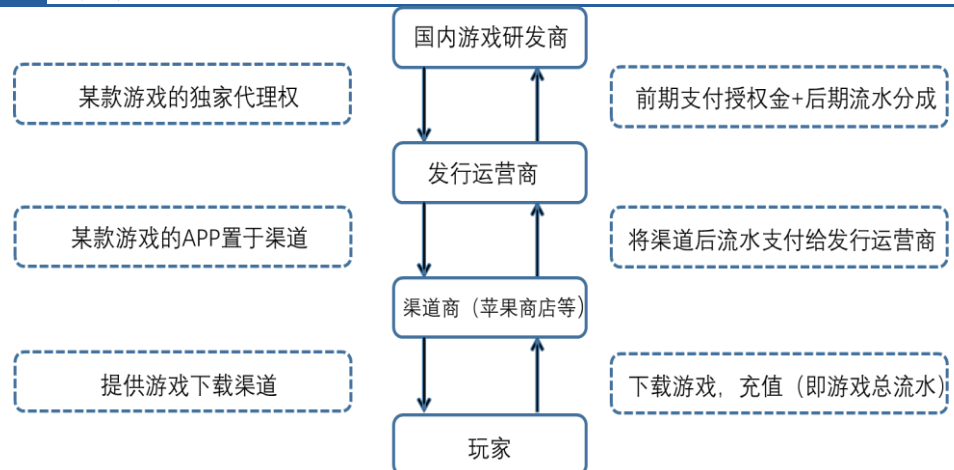 国内游戏研发商
某款游戏的独家代理权
前期支付授权金+后期流水分成
发行运营商
某款游戏的APP置于渠道
将渠道后流水支付给发行运营商
渠道商（苹果商店等）
提供游戏下载渠道
下载游戏，充值（即游戏总流水）
玩家